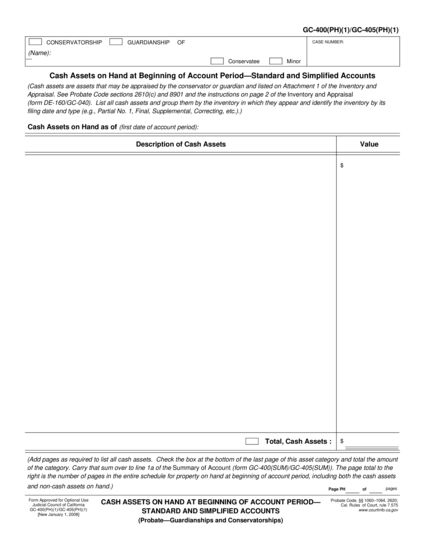 GC-400(PH)(1)/GC-405(PH)(1)
CONSERVATORSHIP GUARDIANSHIP OF
CASE NUMBER:
(Name):
Conservatee Minor
Cash Assets on Hand at Beginning of Account Period—Standard and Simplified Accounts
(Cash assets are assets that may be appraised by the conservator or guardian and listed on Attachment 1 of the Inventory and
Appraisal. See Probate Code sections 2610(c) and 8901 and the instructions on page 2 of the Inventory and Appraisal
(form DE-160/GC-040). List all cash assets and group them by the inventory in which they appear and identify the inventory by its
filing date and type (e.g., Partial No. 1, Final, Supplemental, Correcting, etc.).)
Cash Assets on Hand as of (first date of account period):
Description of Cash Assets Value
$
Total, Cash Assets : $
(Add pages as required to list all cash assets. Check the box at the bottom of the last page of this asset category and total the amount
of the category. Carry that sum over to line 1a of the Summary of Account (form GC-400(SUM)/GC-405(SUM)). The page total to the
right is the number of pages in the entire schedule for property on hand at beginning of account period, including both the cash assets
and non-cash assets on hand.)
Page PH of pages
Form Approved for Optional Use
Judicial Council of California
GC-400(PH)(1)/GC-405(PH)(1)
[New January 1, 2008]
CASH ASSETS ON HAND AT BEGINNING OF ACCOUNT PERIOD—
STANDARD AND SIMPLIFIED ACCOUNTS
(Probate—Guardianships and Conservatorships)
Probate Code, §§ 1060–1064, 2620;
Cal. Rules of Court, rule 7.575
www.courtinfo.ca.gov